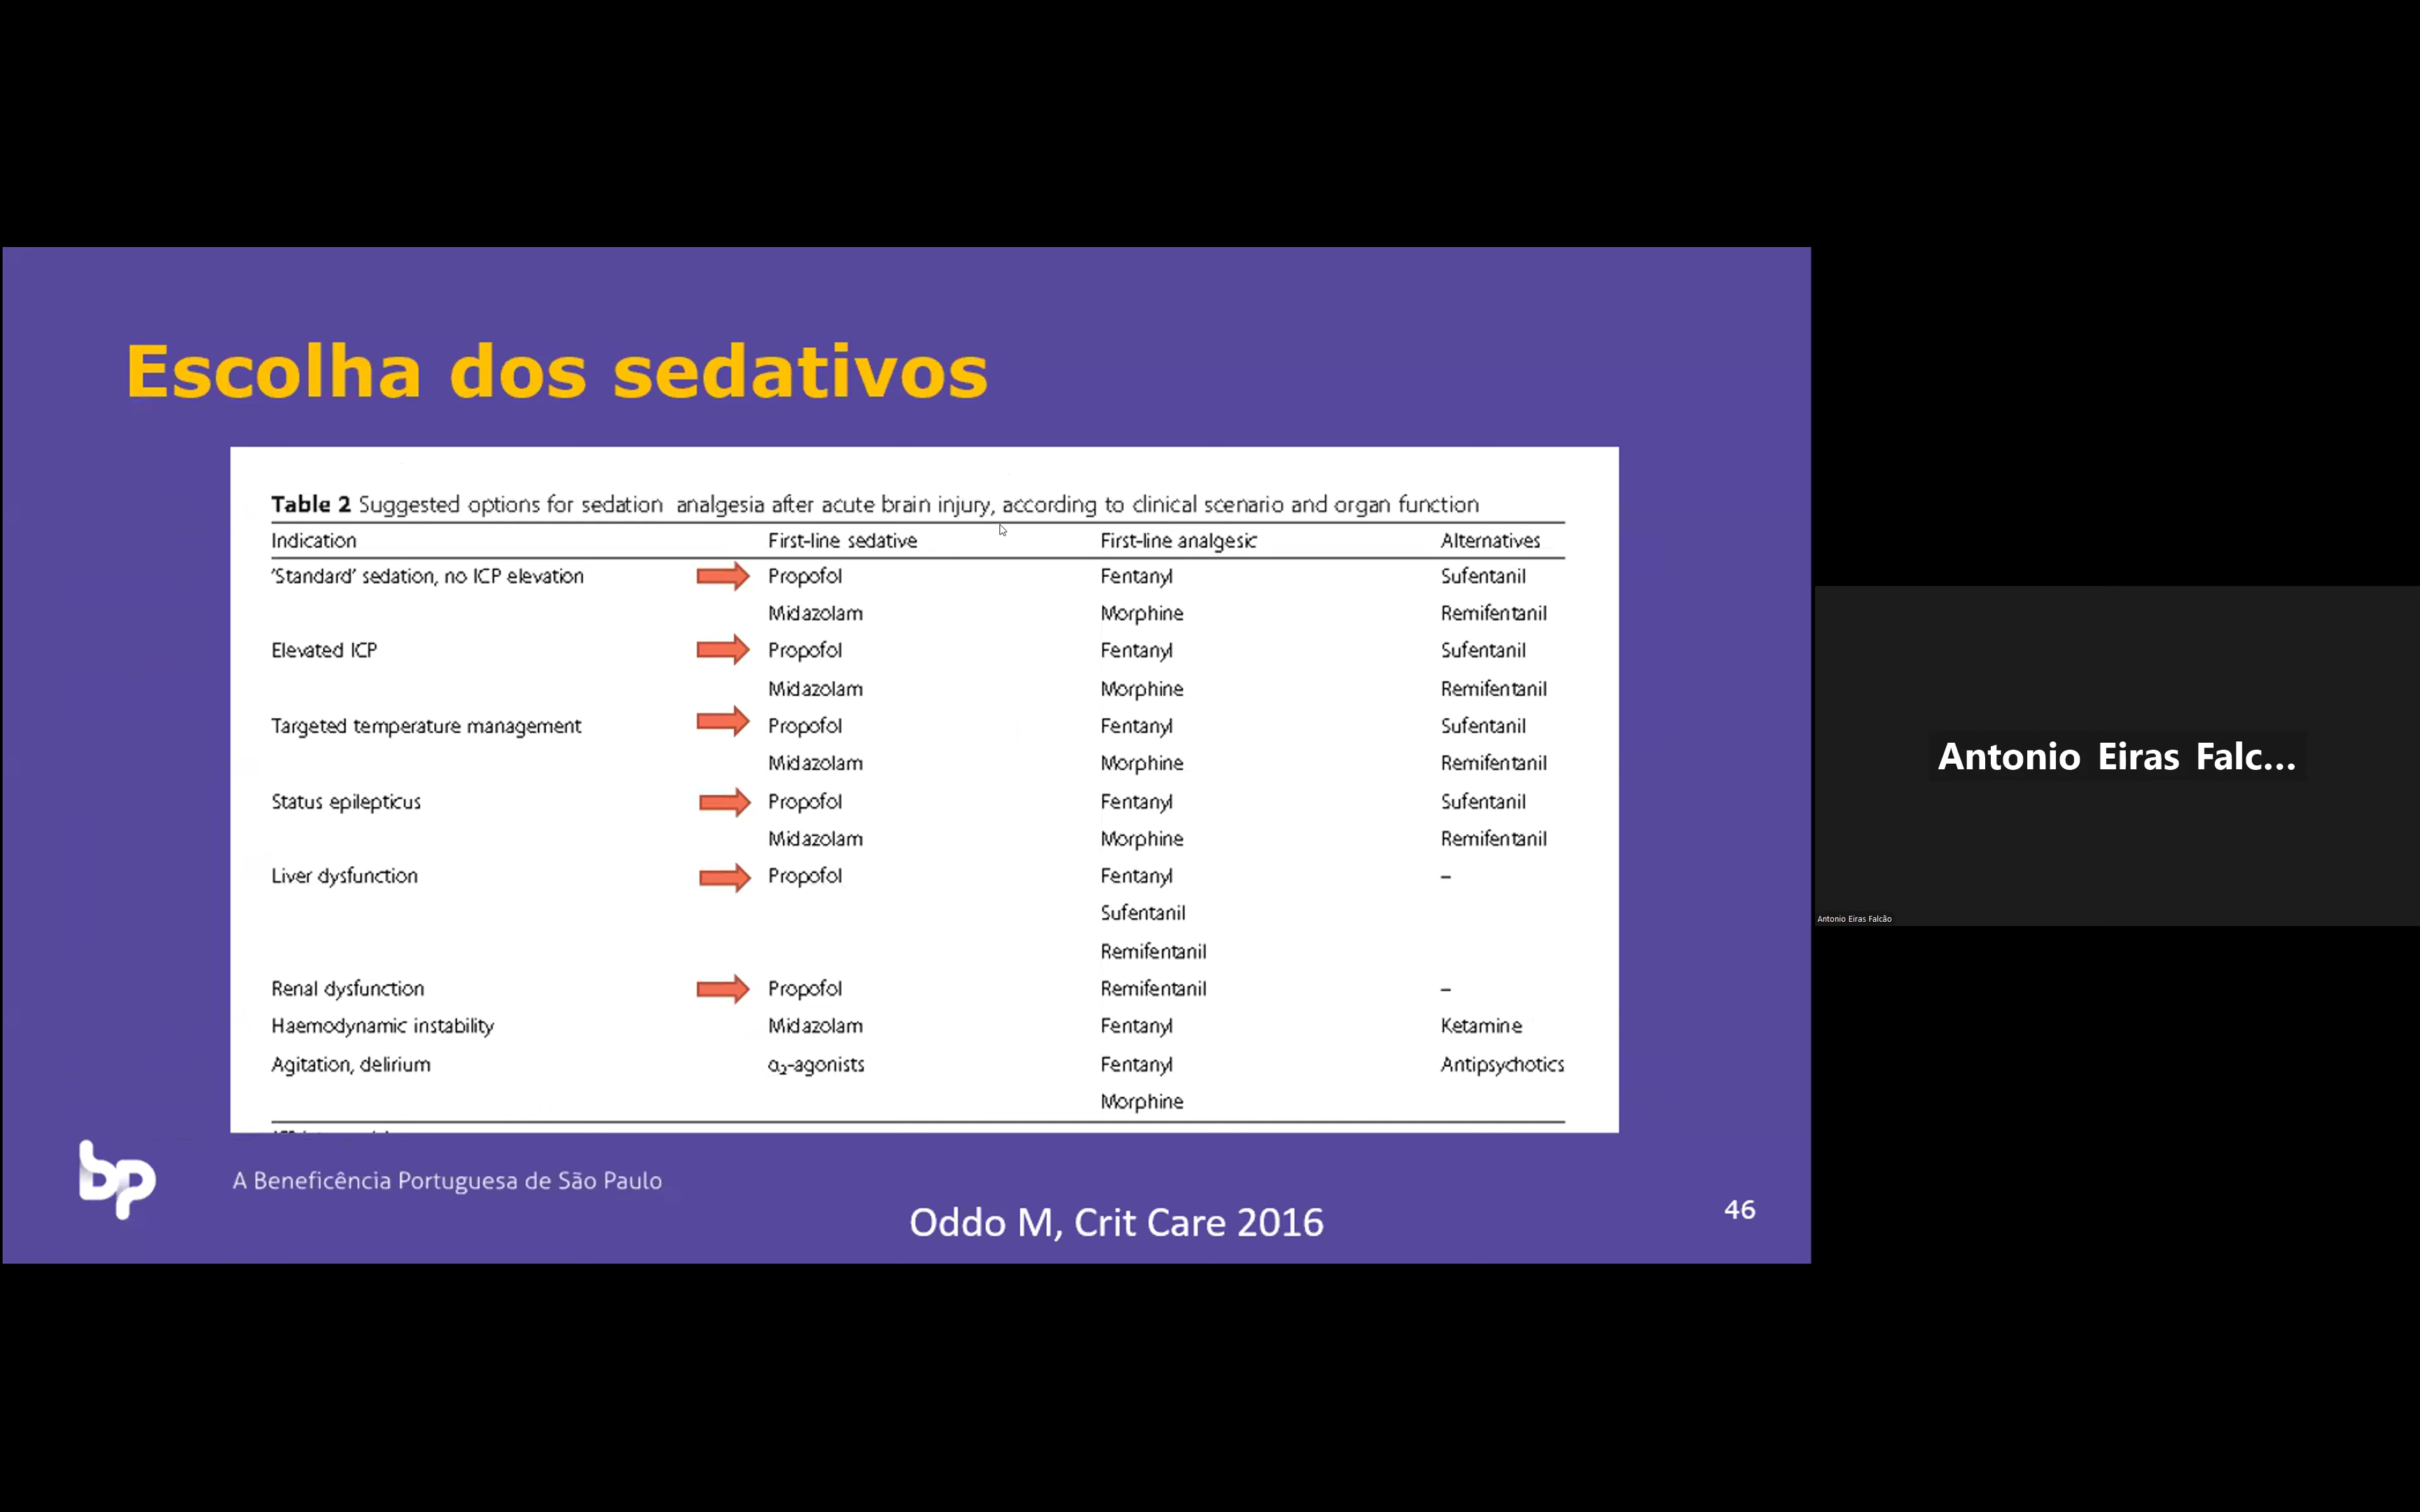 Escolha dos sedativos
Table 2 Suggested options for sedation analgesia after acute brain injury, according to clinical scenario and organ function
Indication First-line sedative First-line analgesic Alternatives
'Standard' sedation, no ICP elevation Propofol Fentanyl Sufentanil
Midazolam Morphine Remifentanil
Elevated ICP Propofol Fentanyl Sufentanil
Midazolam Morphine Remifentanil
Targeted temperature management Propofol Fentanyl Sufentanil
Midazolam Morphine Remifentanil
Status epilepticus Propofol Fentanyl Sufentanil
Midazolam Morphine Remifentanil
Liver dysfunction Propofol Fentanyl –
Sufentanil
Remifentanil
Renal dysfunction Propofol Remifentanil –
Haemodynamic instability Midazolam Fentanyl Ketamine
Agitation, delirium α₂-agonists Fentanyl Antipsychotics
Morphine
bp
A Beneficência Portuguesa de São Paulo
Oddo M, Crit Care 2016
46
Antonio Eiras Falc...
Antonio Eiras Falcão